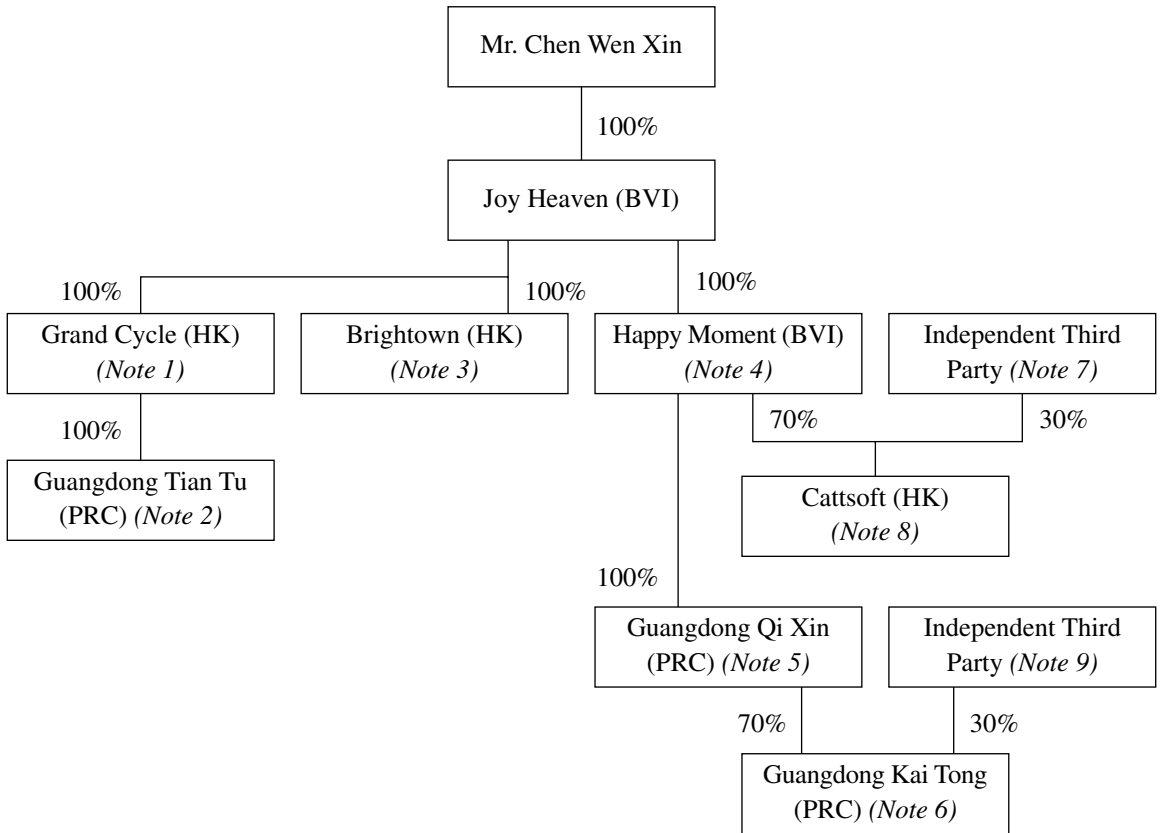 Mr. Chen Wen Xin
100%
Joy Heaven (BVI)
100%
100%
100%
Grand Cycle (HK)
(Note 1)
Brightown (HK)
(Note 3)
Happy Moment (BVI)
(Note 4)
Independent Third
Party (Note 7)
100%
70%
30%
Guangdong Tian Tu
(PRC) (Note 2)
Cattsoft (HK)
(Note 8)
100%
Guangdong Qi Xin
(PRC) (Note 5)
Independent Third
Party (Note 9)
70%
30%
Guangdong Kai Tong
(PRC) (Note 6)